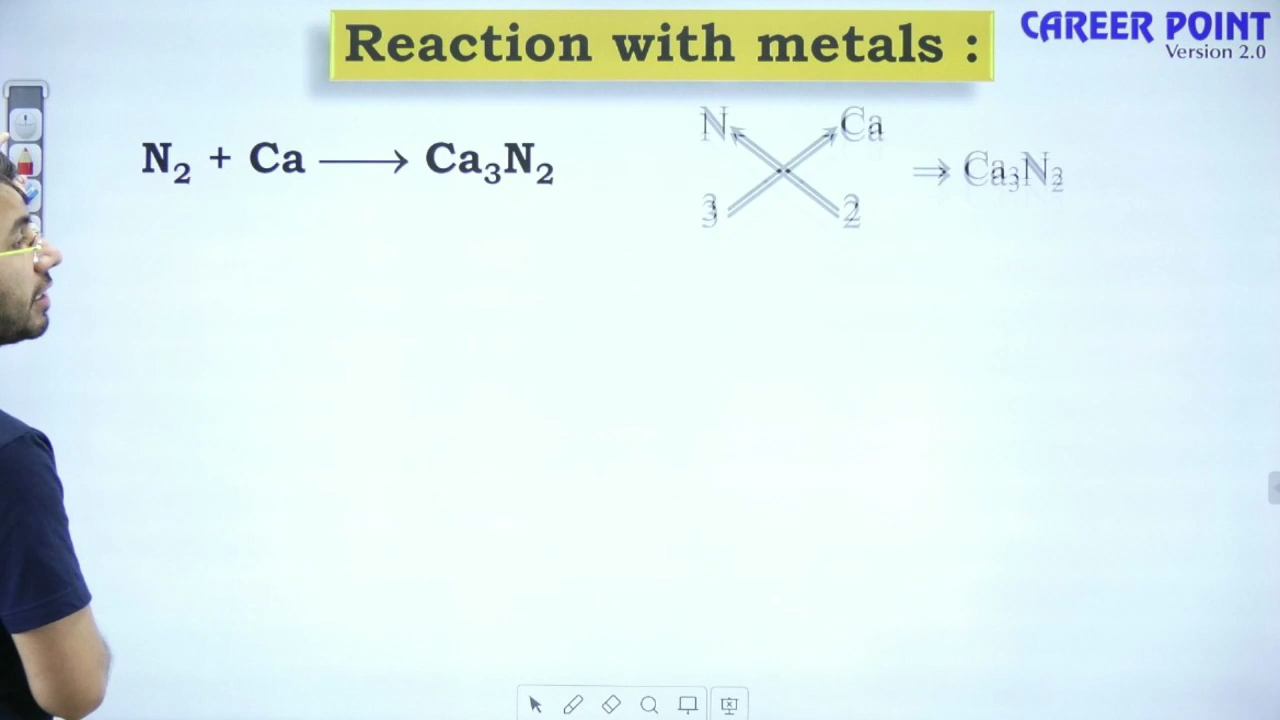 Reaction with metals :
CAREER POINT
Version 2.0
N₂ + Ca ⟶ Ca₃N₂
N Ca
⇒ Ca₃N₂
3 2